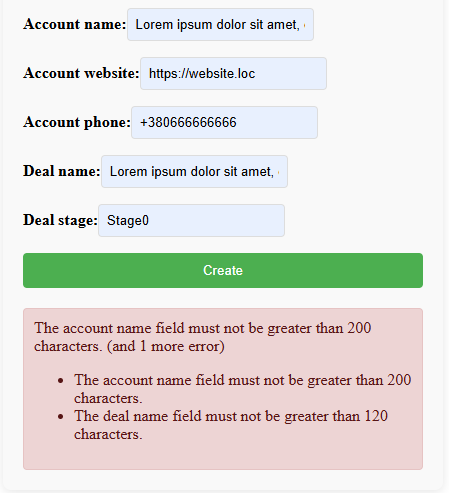 Account name: Lorem ipsum dolor sit amet,
Account website: https://website.loc
Account phone: +380666666666
Deal name: Lorem ipsum dolor sit amet,
Deal stage: Stage0
Create
The account name field must not be greater than 200
characters. (and 1 more error)
• The account name field must not be greater than 200
characters.
• The deal name field must not be greater than 120
characters.